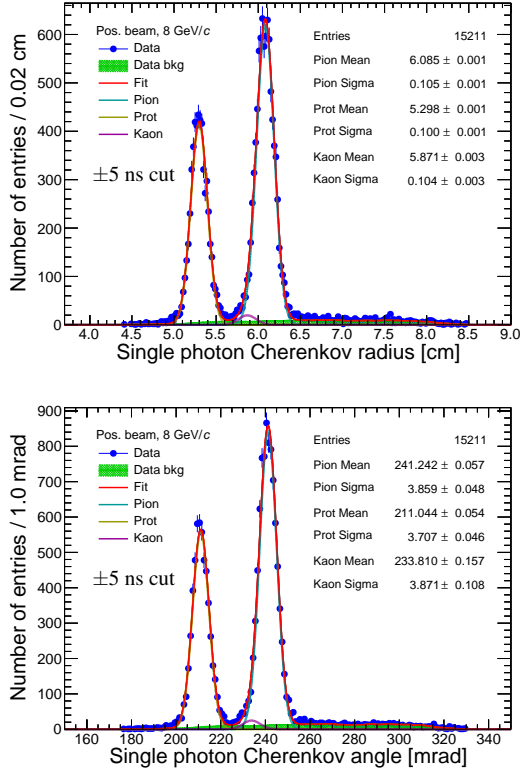 Pos. beam, 8 GeV/c
Data
Data bkg
Fit
Pion
Prot
Kaon
±5 ns cut
Entries 15211
Pion Mean 6.085 ± 0.001
Pion Sigma 0.105 ± 0.001
Prot Mean 5.298 ± 0.001
Prot Sigma 0.100 ± 0.001
Kaon Mean 5.871 ± 0.003
Kaon Sigma 0.104 ± 0.003
Number of entries / 0.02 cm
600
500
400
300
200
100
0
4.0 4.5 5.0 5.5 6.0 6.5 7.0 7.5 8.0 8.5 9.0
Single photon Cherenkov radius [cm]
Pos. beam, 8 GeV/c
Data
Data bkg
Fit
Pion
Prot
Kaon
±5 ns cut
Entries 15211
Pion Mean 241.242 ± 0.057
Pion Sigma 3.859 ± 0.048
Prot Mean 211.044 ± 0.054
Prot Sigma 3.707 ± 0.046
Kaon Mean 233.810 ± 0.157
Kaon Sigma 3.871 ± 0.108
Number of entries / 1.0 mrad
900
800
700
600
500
400
300
200
100
0
160 180 200 220 240 260 280 300 320 340
Single photon Cherenkov angle [mrad]